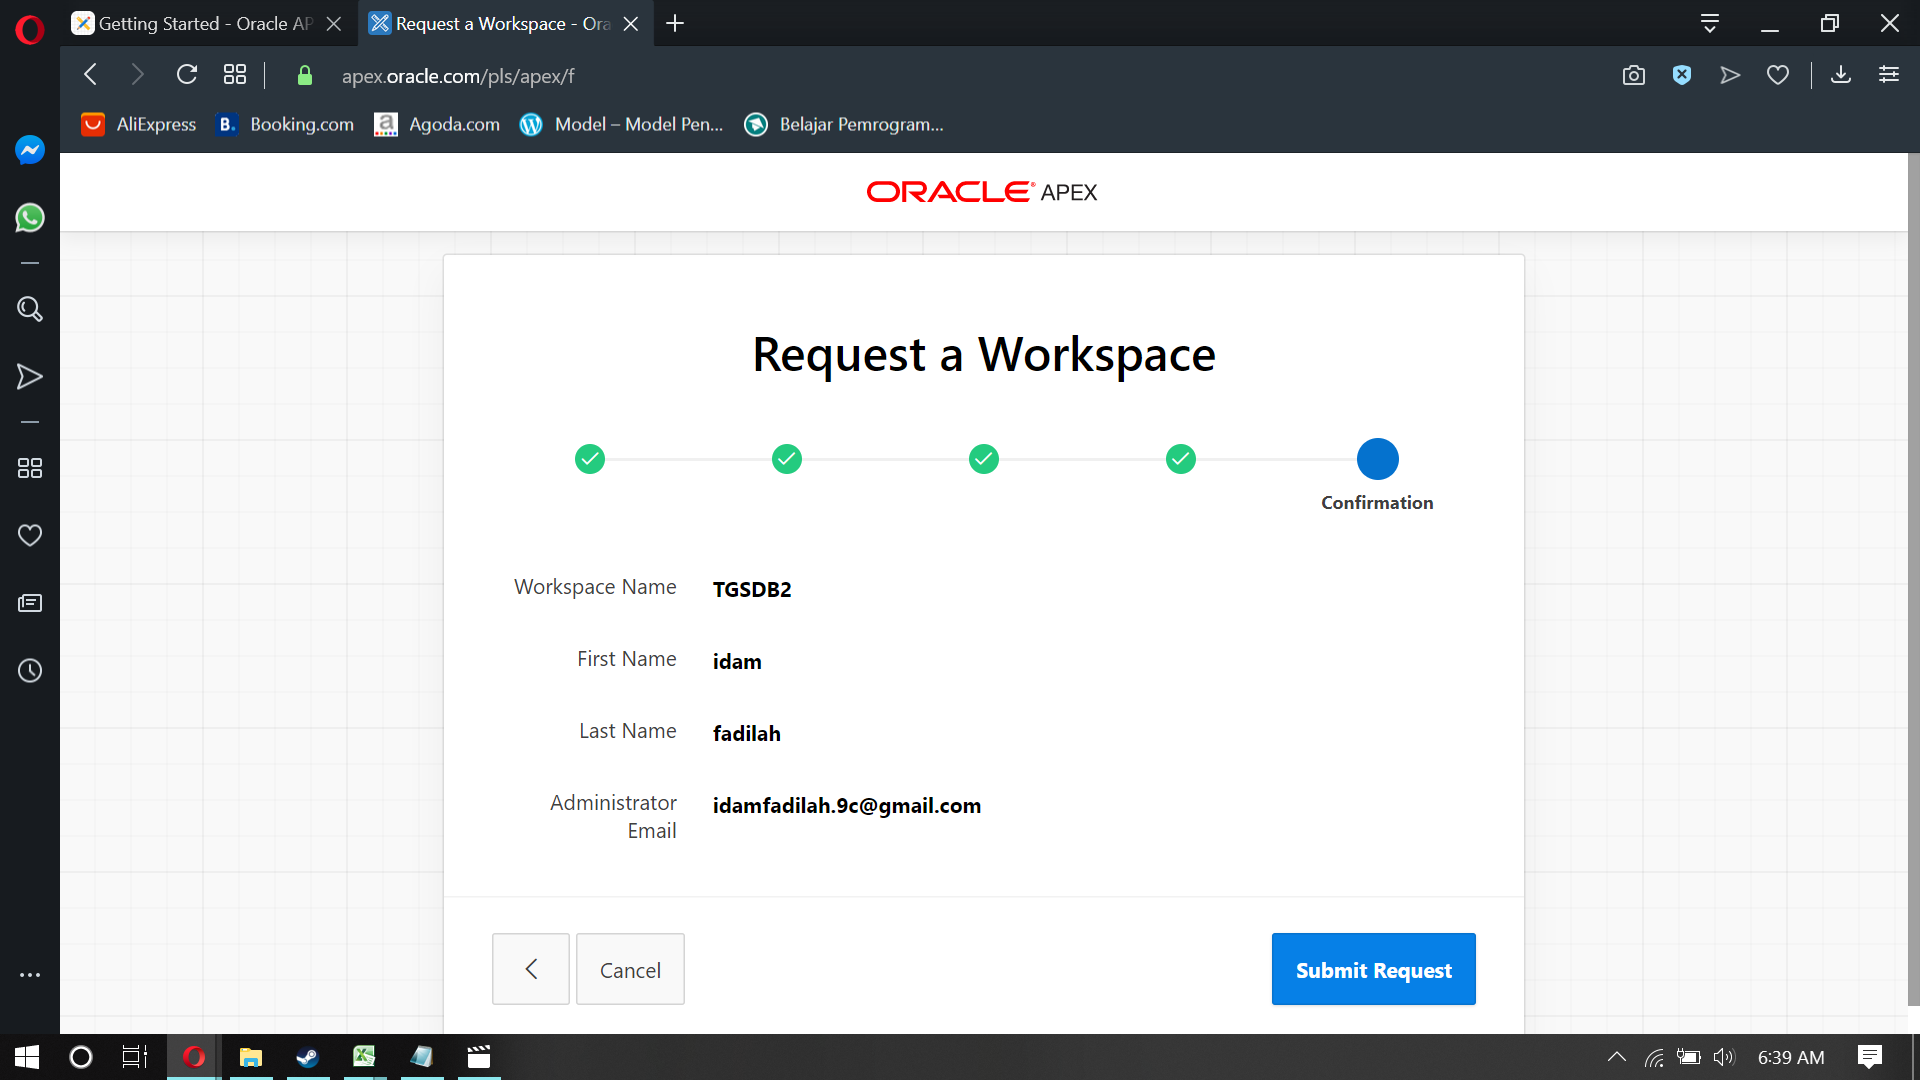 Getting Started - Oracle AP
Request a Workspace - Ora
apex.oracle.com/pls/apex/f
AliExpress
B. Booking.com
a Agoda.com
Model – Model Pen...
Belajar Pemrogram...
ORACLE® APEX
Request a Workspace
Confirmation
Workspace Name TGSDB2
First Name idam
Last Name fadilah
Administrator
Email
idamfadilah.9c@gmail.com
Cancel
Submit Request
6:39 AM